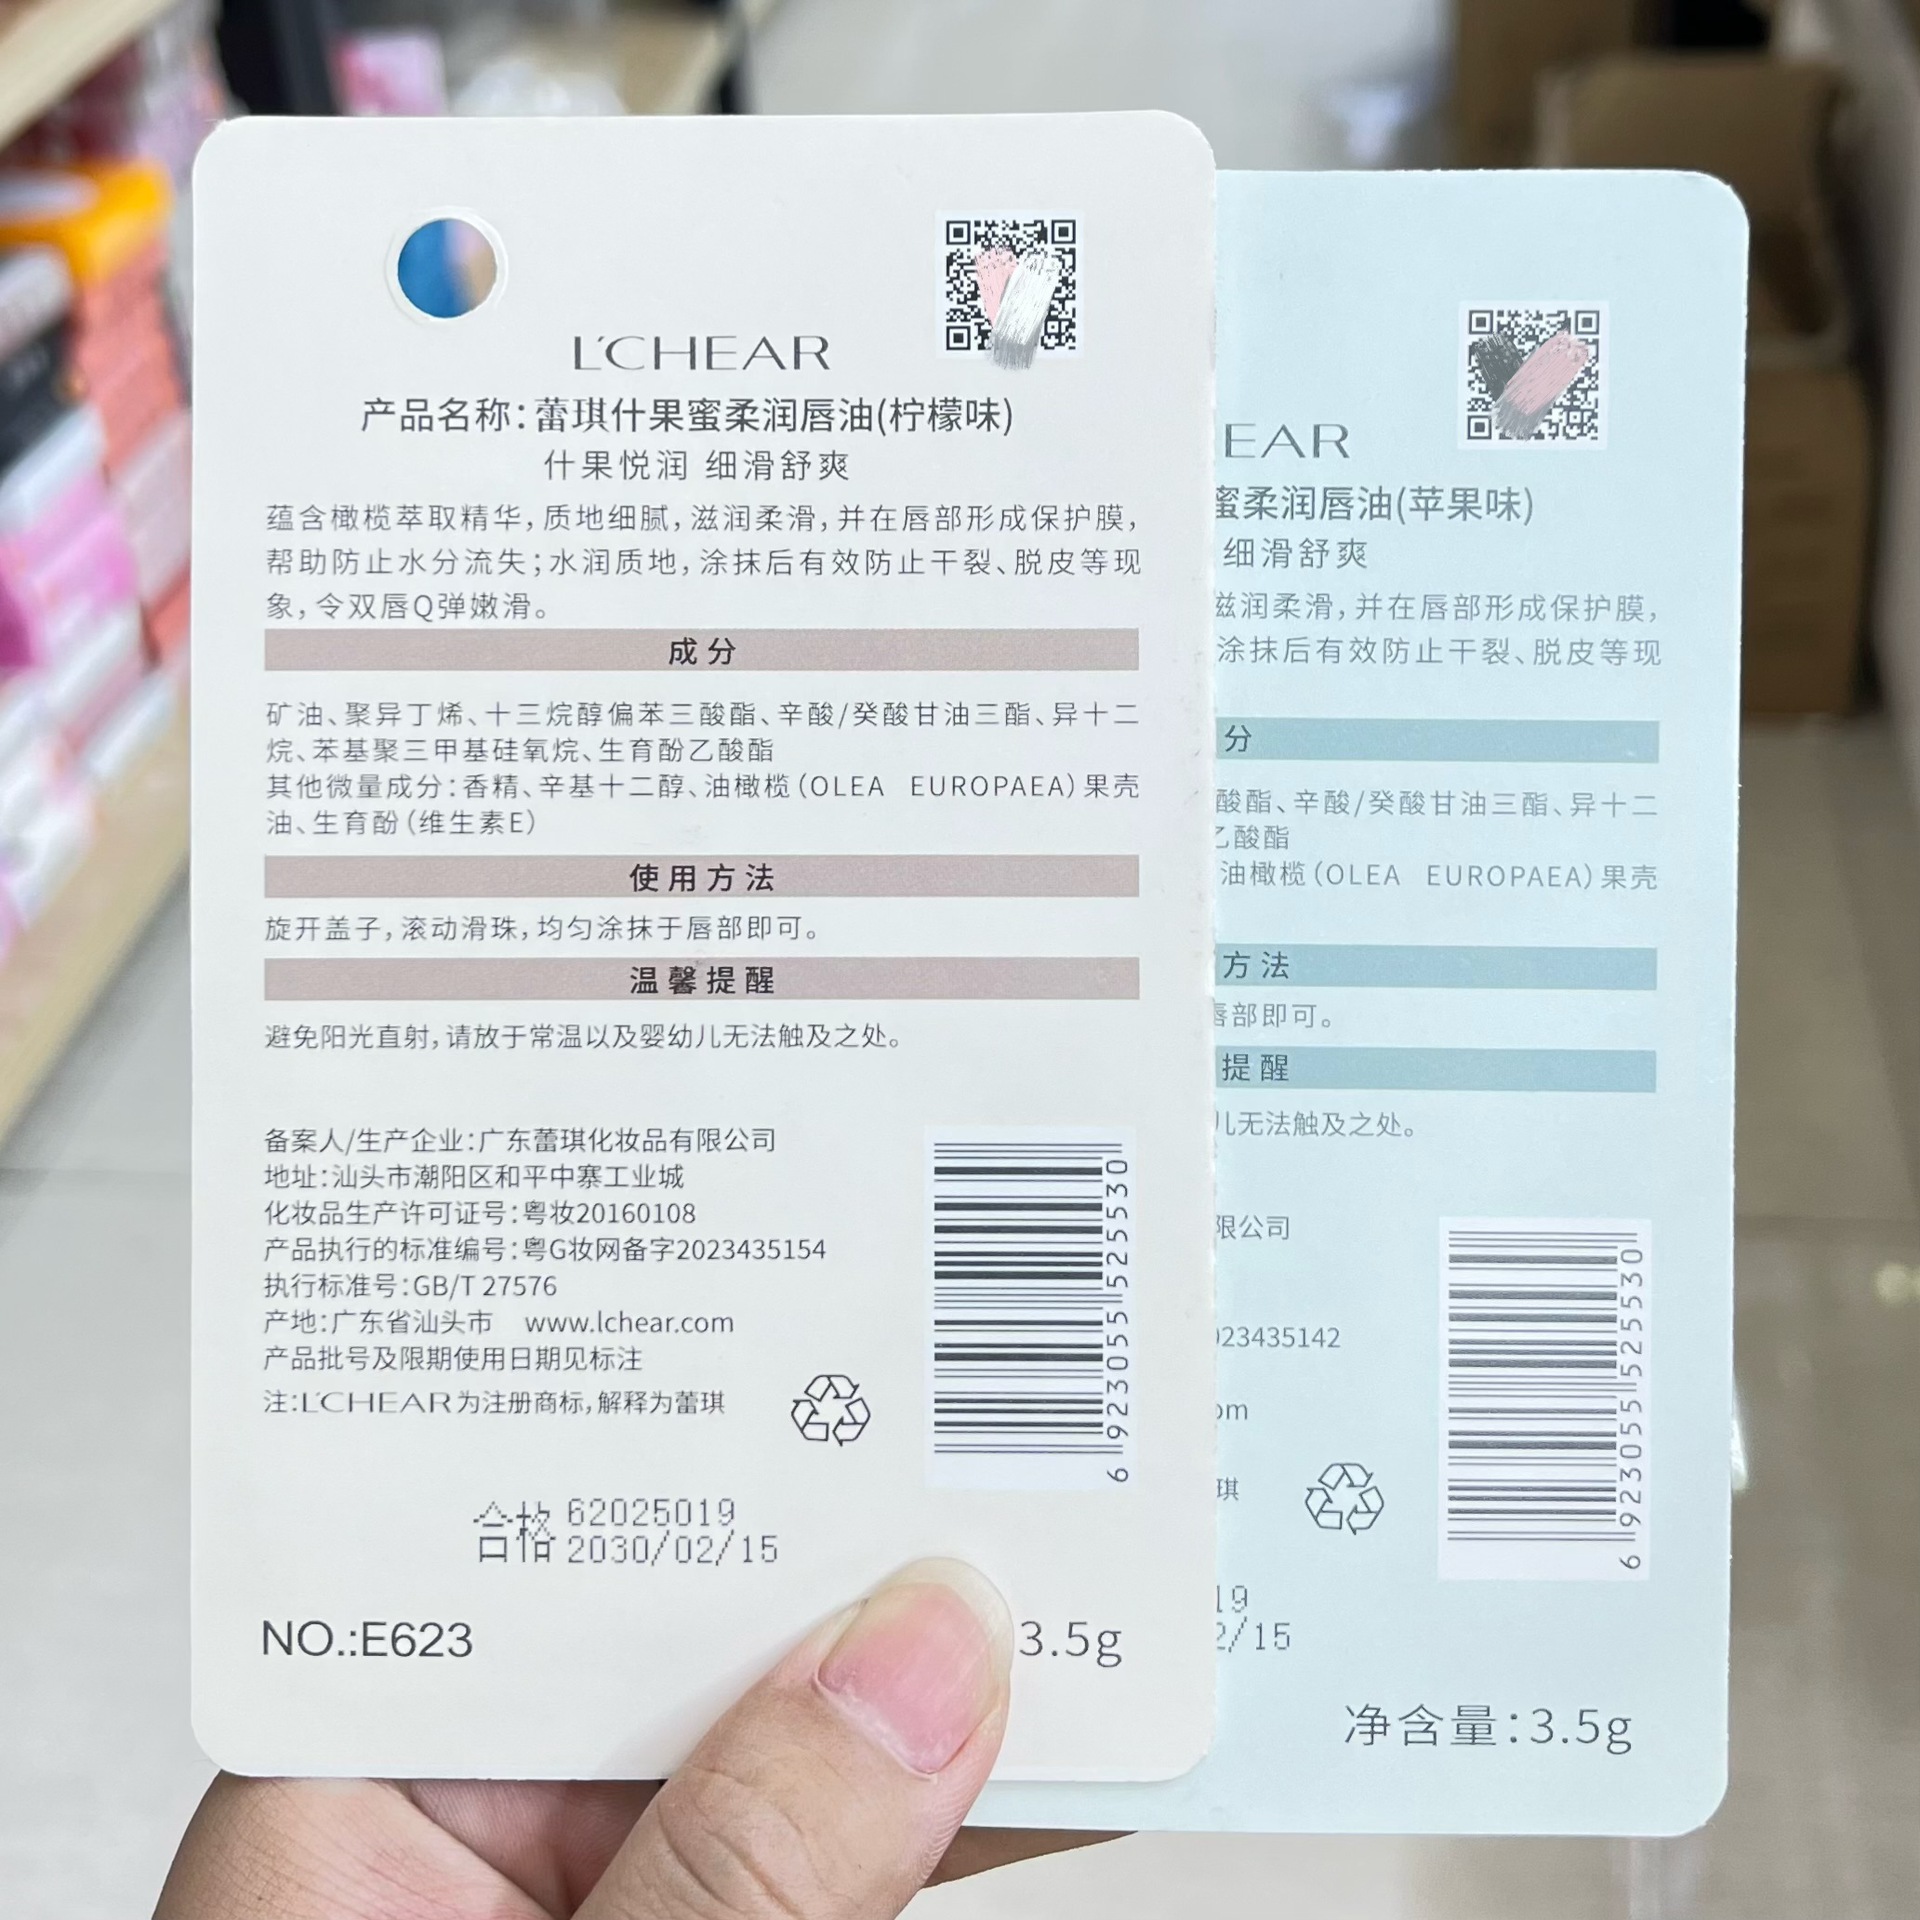 L'CHEAR
产品名称:蕾琪什果蜜柔润唇油(柠檬味)
什果悦润 细滑舒爽
蕴含橄榄萃取精华,质地细腻,滋润柔滑,并在唇部形成保护膜,
帮助防止水分流失;水润质地,涂抹后有效防止干裂、脱皮等现
象,令双唇Q弹嫩滑。
成分
矿油、聚异丁烯、十三烷醇偏苯三酸酯、辛酸/癸酸甘油三酯、异十二
烷、苯基聚三甲基硅氧烷、生育酚乙酸酯
其他微量成分:香精、辛基十二醇、油橄榄(OLEA EUROPAEA)果壳
油、生育酚(维生素E)
使用方法
旋开盖子,滚动滑珠,均匀涂抹于唇部即可。
温馨提醒
避免阳光直射,请放于常温以及婴幼儿无法触及之处。
备案人/生产企业:广东蕾琪化妆品有限公司
地址:汕头市潮阳区和平中寨工业城
化妆品生产许可证号:粤妆20160108
产品执行的标准编号:粤G妆网备字2023435154
执行标准号:GB/T 27576
产地:广东省汕头市 www.lchear.com
产品批号及限期使用日期见标注
注:L'CHEAR为注册商标,解释为蕾琪
6 923055 525530
合格 62025019
2030/02/15
NO.:E623
3.5g
EAR
蜜柔润唇油(苹果味)
细滑舒爽
滋润柔滑,并在唇部形成保护膜,
涂抹后有效防止干裂、脱皮等现
分
酸酯、辛酸/癸酸甘油三酯、异十二
乙酸酯
油橄榄(OLEA EUROPAEA)果壳
方法
唇部即可。
提醒
儿无法触及之处。
限公司
023435142
om
琪
6 923055 525530
19
2/15
净含量:3.5g